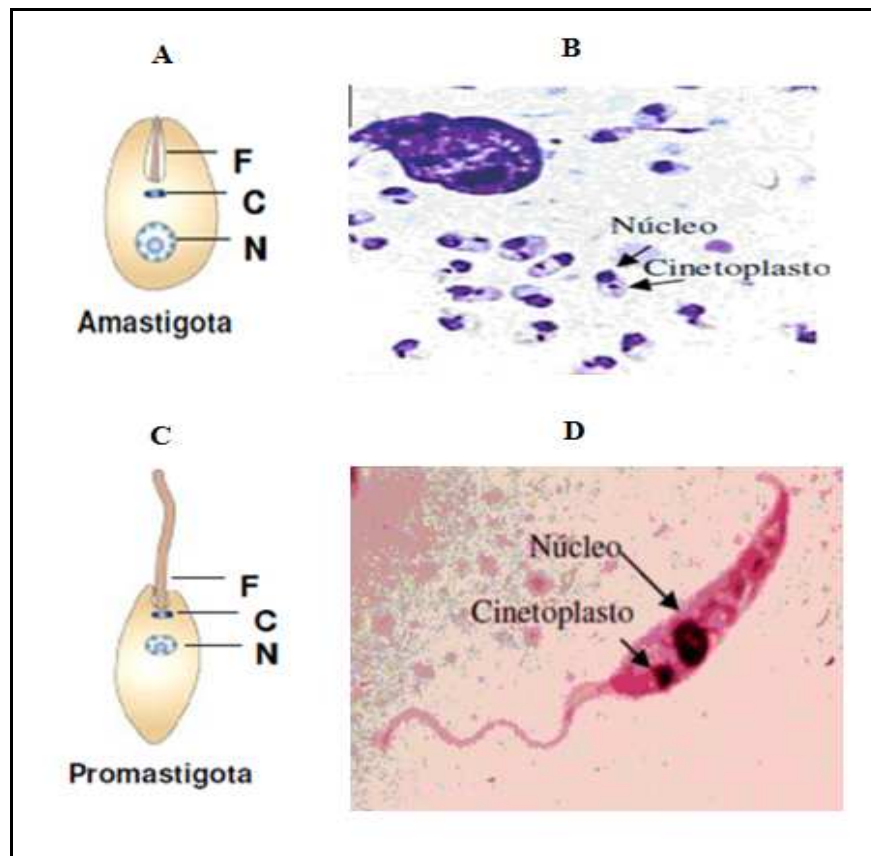 A
B
F
C
N
Amastigota
Núcleo
Cinetoplasto
C
D
F
C
N
Promastigota
Núcleo
Cinetoplasto